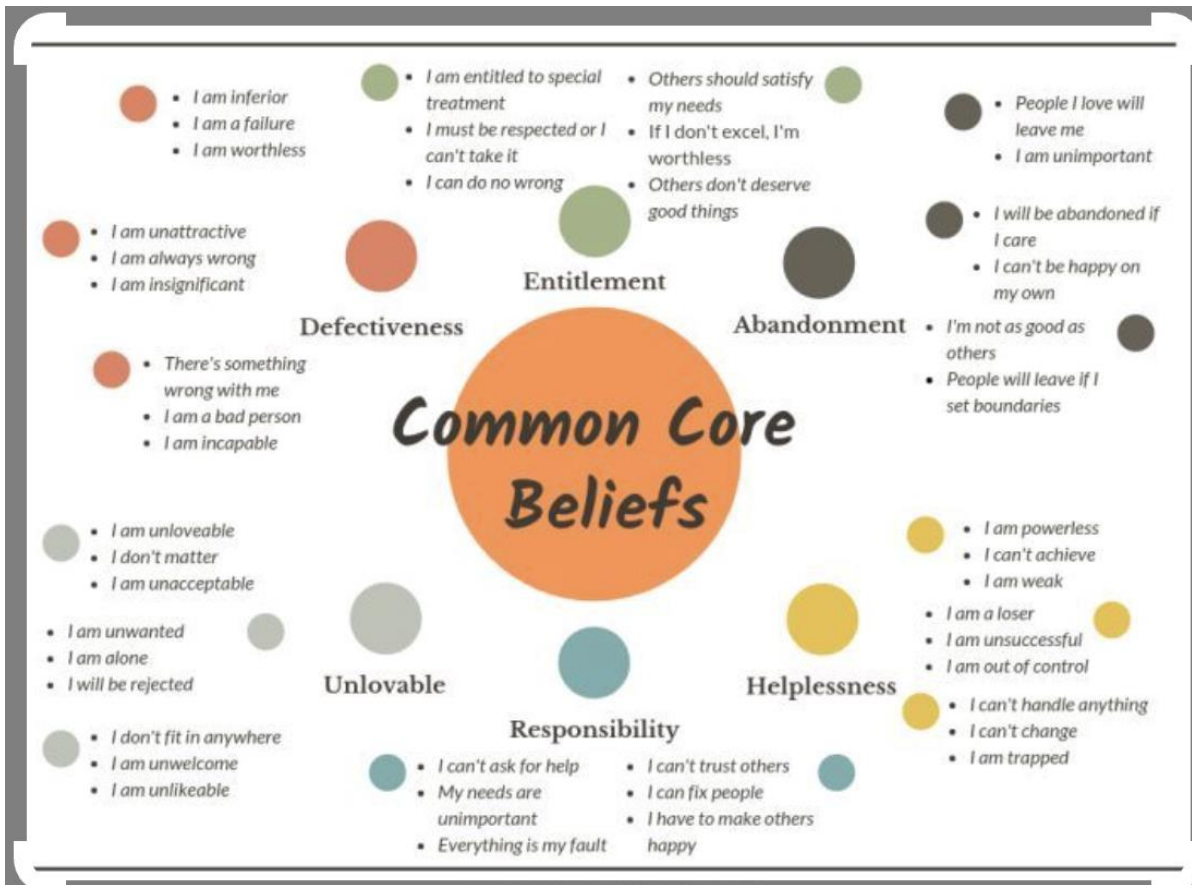 I am inferior
I am a failure
I am worthless
I am entitled to special
treatment
I must be respected or I
can't take it
I can do no wrong
Others should satisfy
my needs
If I don't excel, I'm
worthless
Others don't deserve
good things
People I love will
leave me
I am unimportant
I am unattractive
I am always wrong
I am insignificant
I will be abandoned if
I care
I can't be happy on
my own
Entitlement
Defectiveness
Abandonment
I'm not as good as
others
People will leave if I
set boundaries
There's something
wrong with me
I am a bad person
I am incapable
Common Core
Beliefs
I am unloveable
I don't matter
I am unacceptable
I am unwanted
I am alone
I will be rejected
I don't fit in anywhere
I am unwelcome
I am unlikeable
Unlovable
Responsibility
I can't ask for help
My needs are
unimportant
Everything is my fault
I can't trust others
I can fix people
I have to make others
happy
Helplessness
I am powerless
I can't achieve
I am weak
I am a loser
I am unsuccessful
I am out of control
I can't handle anything
I can't change
I am trapped